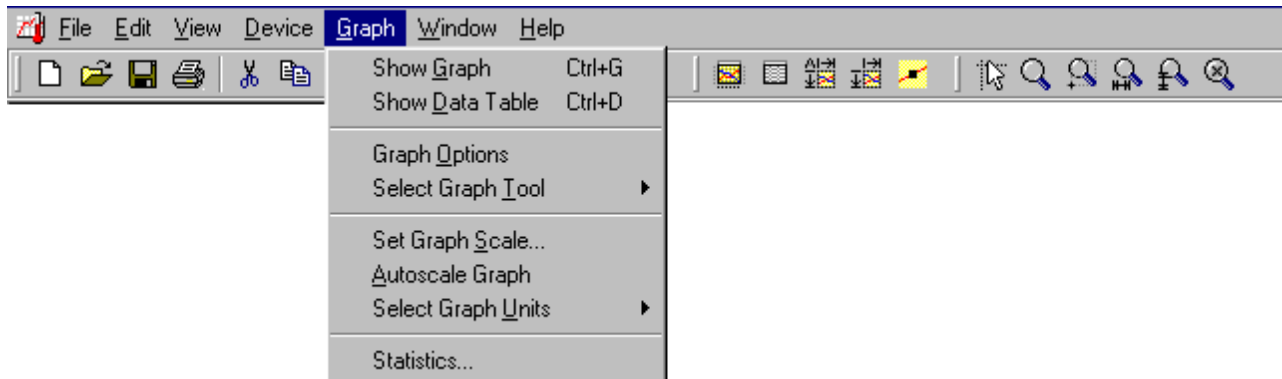 File Edit View Device Graph Window Help
Show Graph Ctrl+G
Show Data Table Ctrl+D
Graph Options
Select Graph Tool
Set Graph Scale...
Autoscale Graph
Select Graph Units
Statistics...